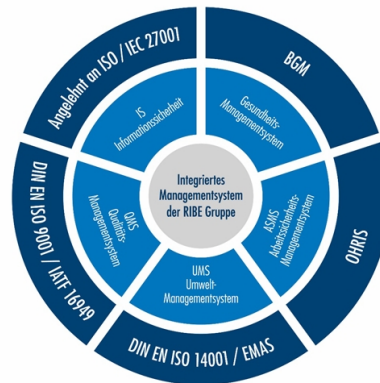 Angelehnt an ISO / IEC 27001
BGM
IS
Informationssicherheit
Gesundheits-
Managementsystem
Integriertes
Managementsystem
der RIBE Gruppe
QMS
Qualitäts-
Managementsystem
ASMS
Arbeitssicherheits-
Managementsystem
UMS
Umwelt-
Managementsystem
DIN EN ISO 9001 / IATF 16949
OHRIS
DIN EN ISO 14001 / EMAS